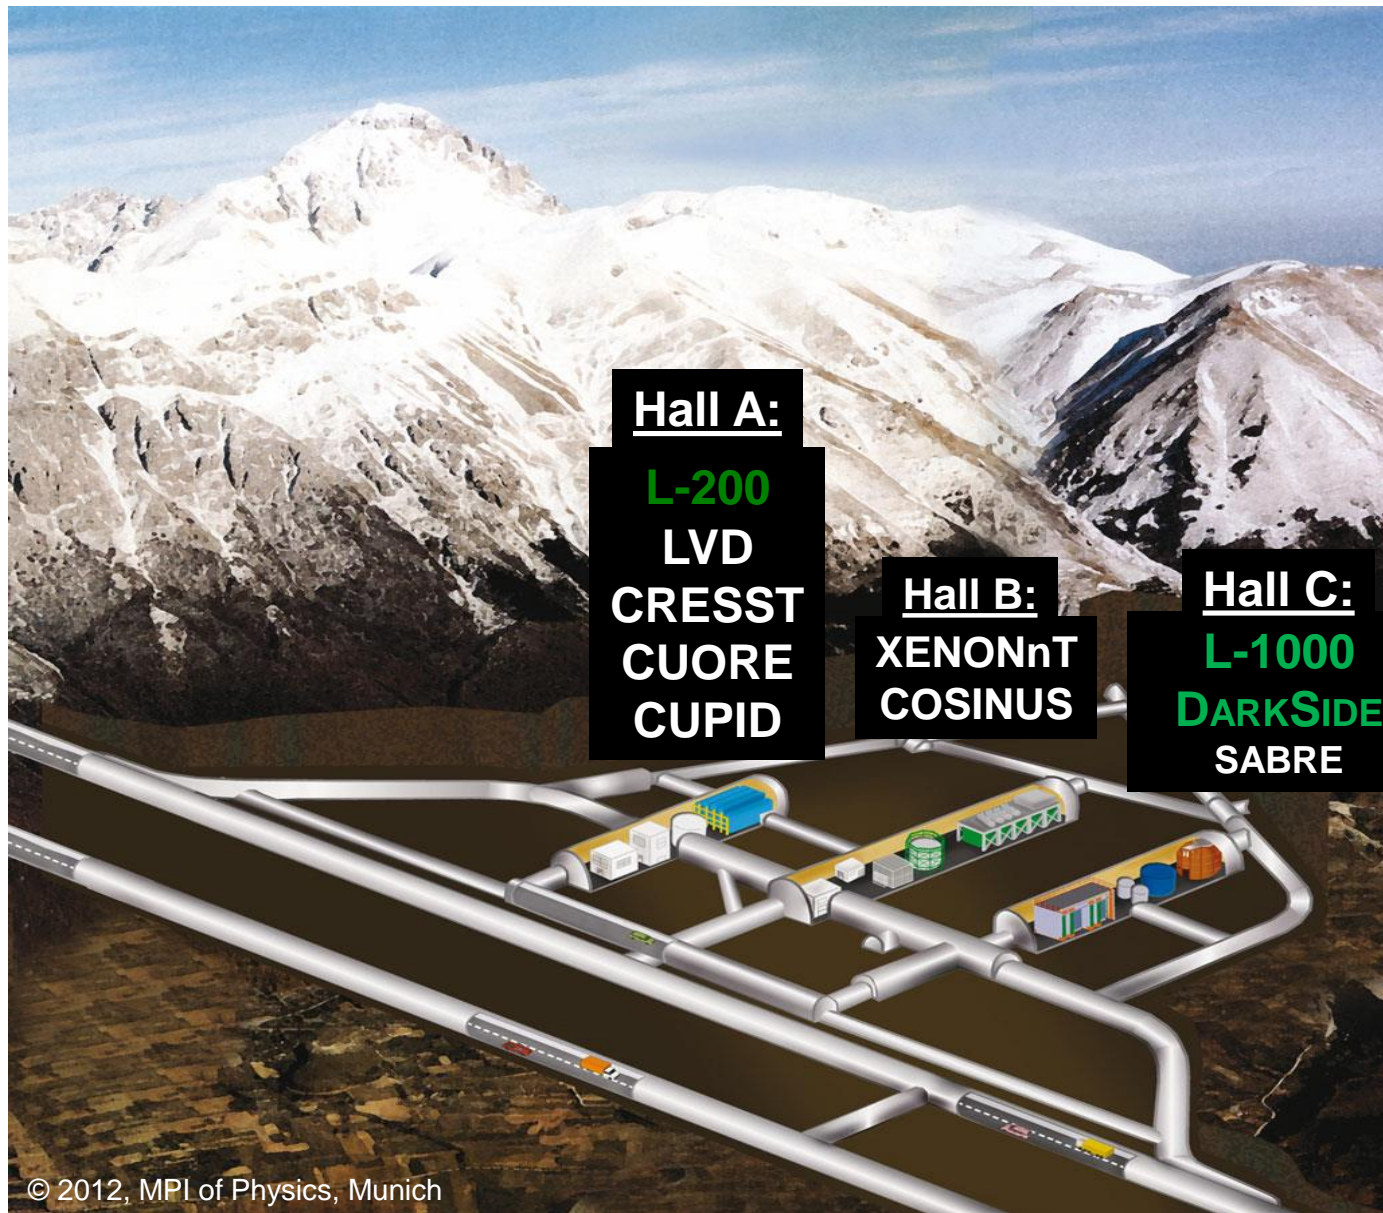 Hall A:
L-200
LVD
CRESST
CUORE
CUPID
Hall B:
XENONnT
COSINUS
Hall C:
L-1000
DARKSIDE
SABRE
© 2012, MPI of Physics, Munich